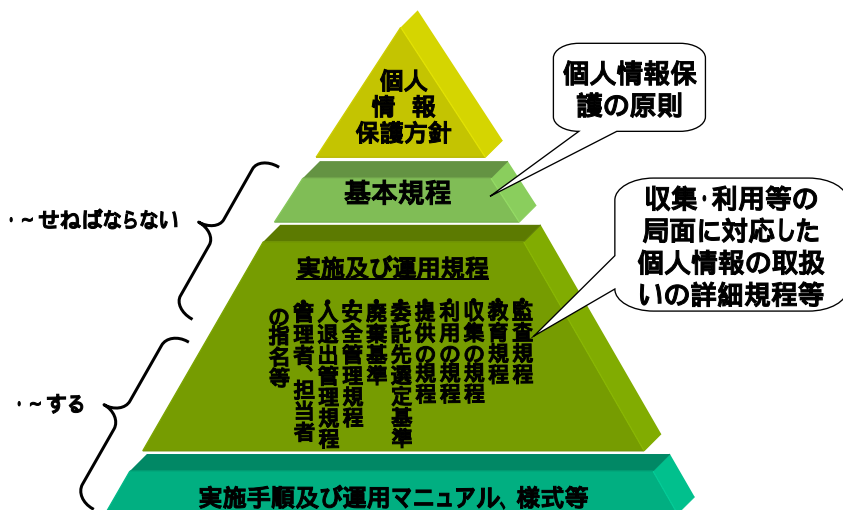 個人
情 報
保護方針
個人情報保
護の原則
基本規程
・～せねばならない
収集・利用等の
局面に対応した
個人情報の取扱
いの詳細規程等
実施及び運用規程
・監査規程
・教育規程
・収集の規程
・利用の規程
・提供の規程
・委託先選定基準
・廃棄基準
・安全管理規程
・入退出管理規程
・管理者、担当者
の指名等
・～する
実施手順及び運用マニュアル、様式等